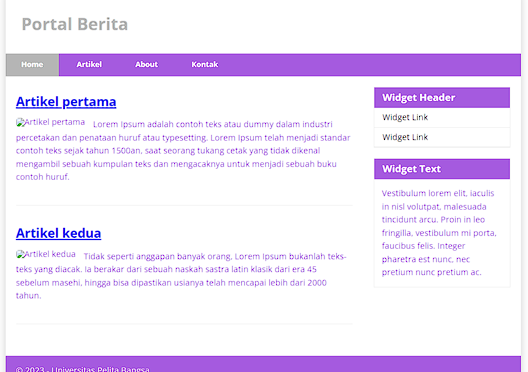 Portal Berita
Home Artikel About Kontak
Artikel pertama
Artikel pertama Lorem Ipsum adalah contoh teks atau dummy dalam industri
percetakan dan penataan huruf atau typesetting. Lorem Ipsum telah menjadi standar
contoh teks sejak tahun 1500an, saat seorang tukang cetak yang tidak dikenal
mengambil sebuah kumpulan teks dan mengacaknya untuk menjadi sebuah buku
contoh huruf.
Artikel kedua
Artikel kedua Tidak seperti anggapan banyak orang, Lorem Ipsum bukanlah teks-
teks yang diacak. Ia berakar dari sebuah naskah sastra latin klasik dari era 45
sebelum masehi, hingga bisa dipastikan usianya telah mencapai lebih dari 2000
tahun.
Widget Header
Widget Link
Widget Link
Widget Text
Vestibulum lorem elit, iaculis
in nisl volutpat, malesuada
tincidunt arcu. Proin in leo
fringilla, vestibulum mi porta,
faucibus felis. Integer
pharetra est nunc, nec
pretium nunc pretium ac.
© 2023 - Universitas Pelita Bangsa